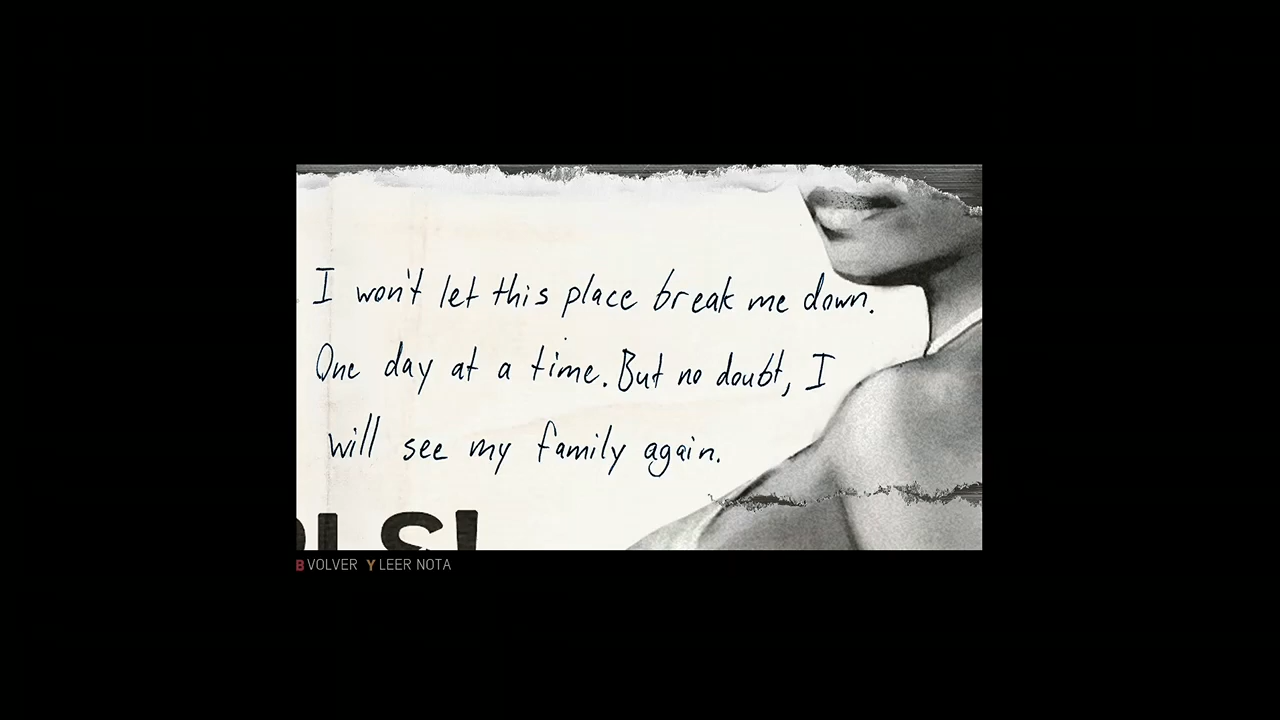 I won't let this place break me down.
One day at a time. But no doubt, I
will see my family again.
LS!
B VOLVER Y LEER NOTA